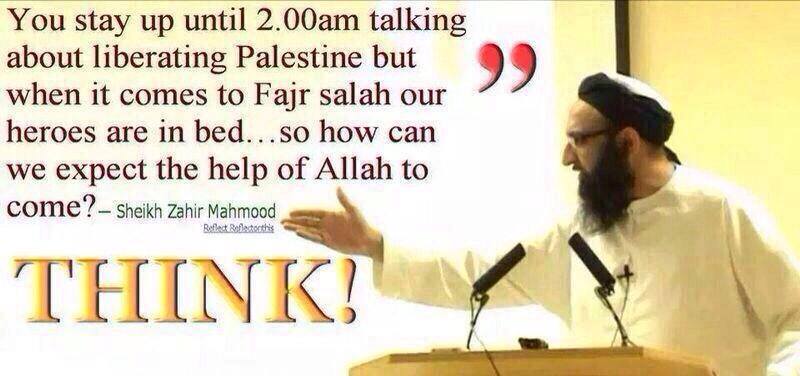 You stay up until 2.00am talking
about liberating Palestine but
when it comes to Fajr salah our
heroes are in bed...so how can
we expect the help of Allah to
come?– Sheikh Zahir Mahmood
Reflect Reflectonthis
THINK!
”